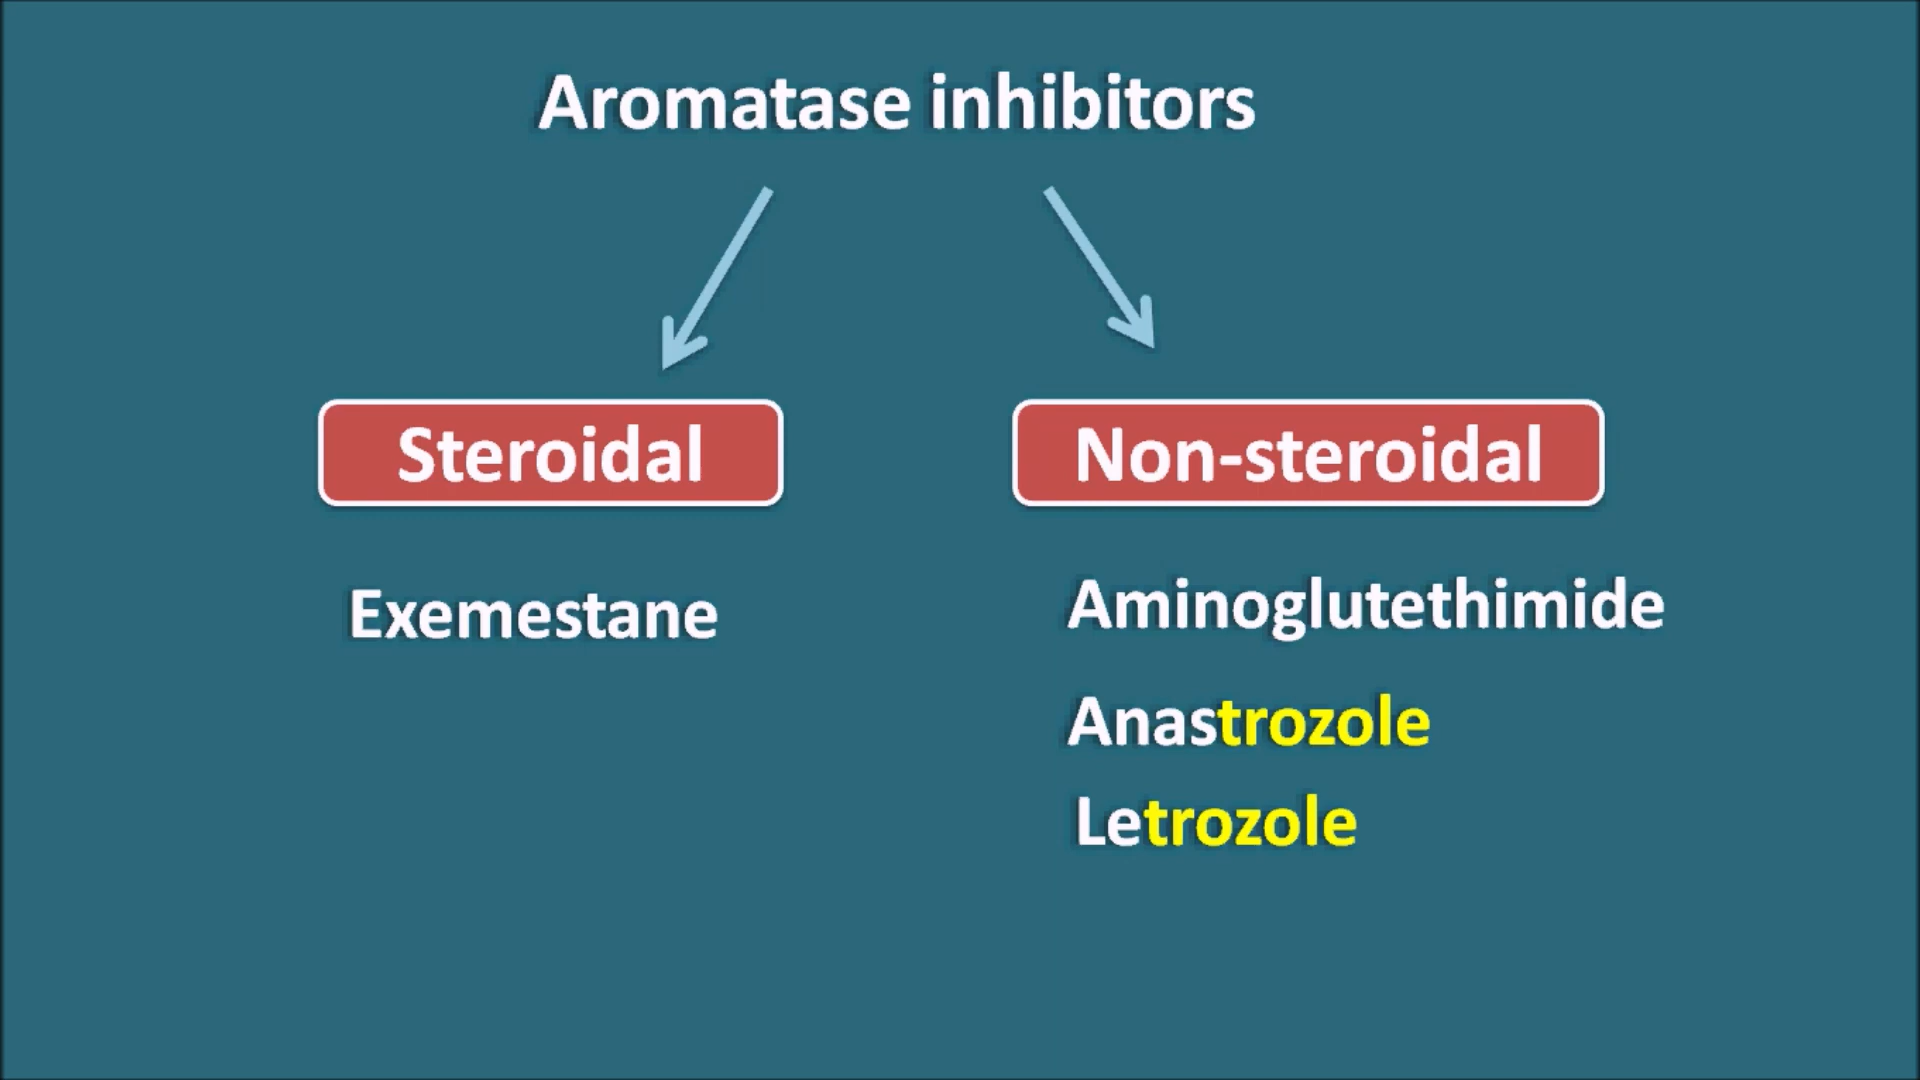 Aromatase inhibitors
Steroidal
Non-steroidal
Exemestane
Aminoglutethimide
Anastrozole
Letrozole